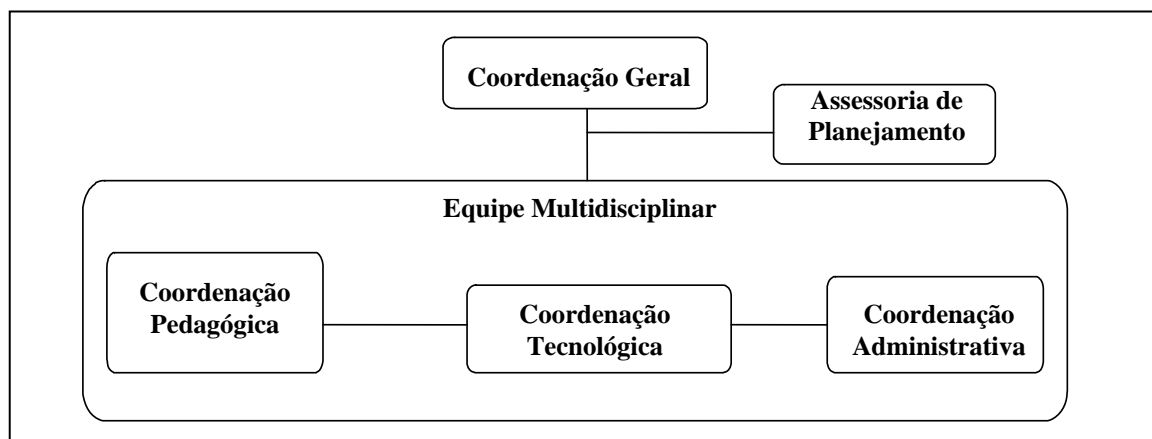 Coordenação Geral
Assessoria de
Planejamento
Equipe Multidisciplinar
Coordenação
Pedagógica
Coordenação
Tecnológica
Coordenação
Administrativa